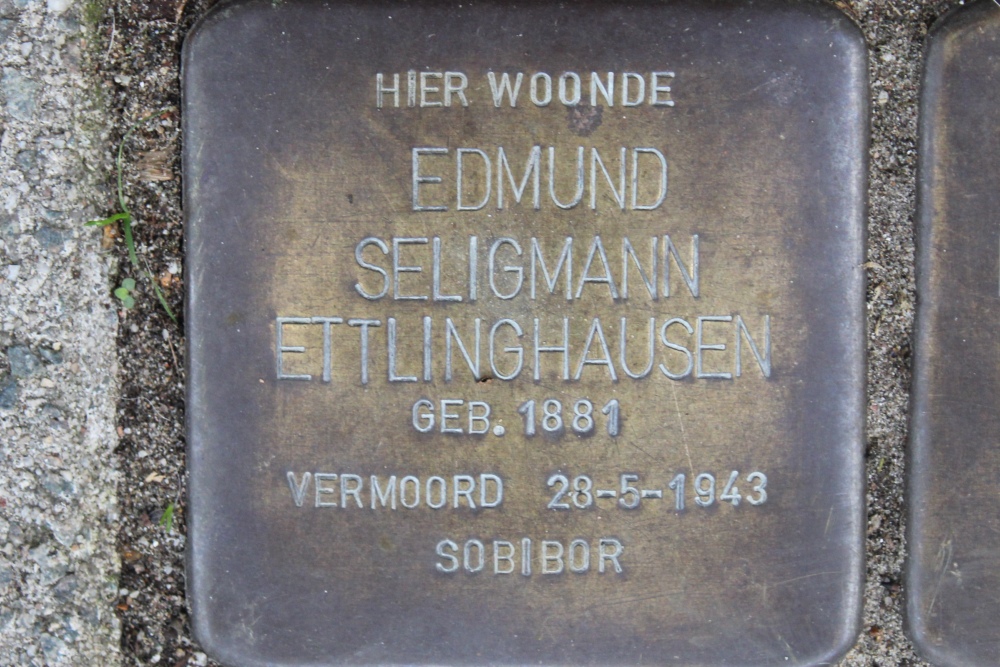 HIER WOONDE
EDMUND
SELIGMANN
ETTLINGHAUSEN
GEB. 1881
VERMOORD 28-5-1943
SOBIBOR